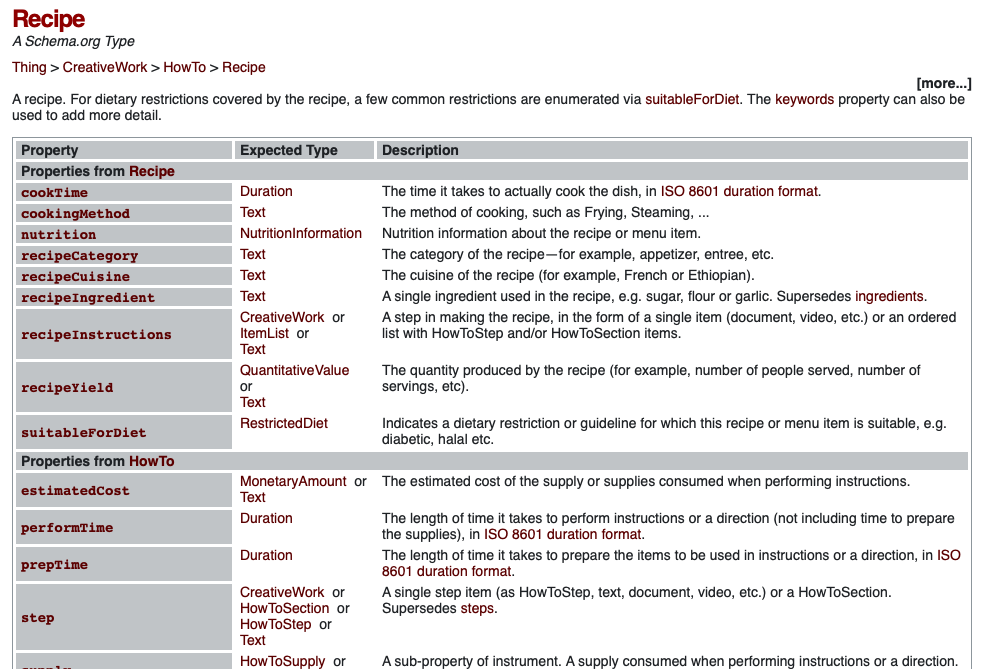 Recipe
A Schema.org Type
Thing > CreativeWork > HowTo > Recipe
[more...]
A recipe. For dietary restrictions covered by the recipe, a few common restrictions are enumerated via suitableForDiet. The keywords property can also be
used to add more detail.
Property Expected Type Description
Properties from Recipe
cookTime Duration The time it takes to actually cook the dish, in ISO 8601 duration format.
cookingMethod Text The method of cooking, such as Frying, Steaming, ...
nutrition NutritionInformation Nutrition information about the recipe or menu item.
recipeCategory Text The category of the recipe—for example, appetizer, entree, etc.
recipeCuisine Text The cuisine of the recipe (for example, French or Ethiopian).
recipeIngredient Text A single ingredient used in the recipe, e.g. sugar, flour or garlic. Supersedes ingredients.
recipeInstructions
CreativeWork or
ItemList or
Text
A step in making the recipe, in the form of a single item (document, video, etc.) or an ordered
list with HowToStep and/or HowToSection items.
recipeYield
QuantitativeValue
or
Text
The quantity produced by the recipe (for example, number of people served, number of
servings, etc).
suitableForDiet
RestrictedDiet
Indicates a dietary restriction or guideline for which this recipe or menu item is suitable, e.g.
diabetic, halal etc.
Properties from HowTo
estimatedCost
MonetaryAmount or
Text
The estimated cost of the supply or supplies consumed when performing instructions.
performTime
Duration
The length of time it takes to perform instructions or a direction (not including time to prepare
the supplies), in ISO 8601 duration format.
prepTime
Duration
The length of time it takes to prepare the items to be used in instructions or a direction, in ISO
8601 duration format.
step
CreativeWork or
HowToSection or
HowToStep or
Text
A single step item (as HowToStep, text, document, video, etc.) or a HowToSection.
Supersedes steps.
HowToSupply or
A sub-property of instrument. A supply consumed when performing instructions or a direction.